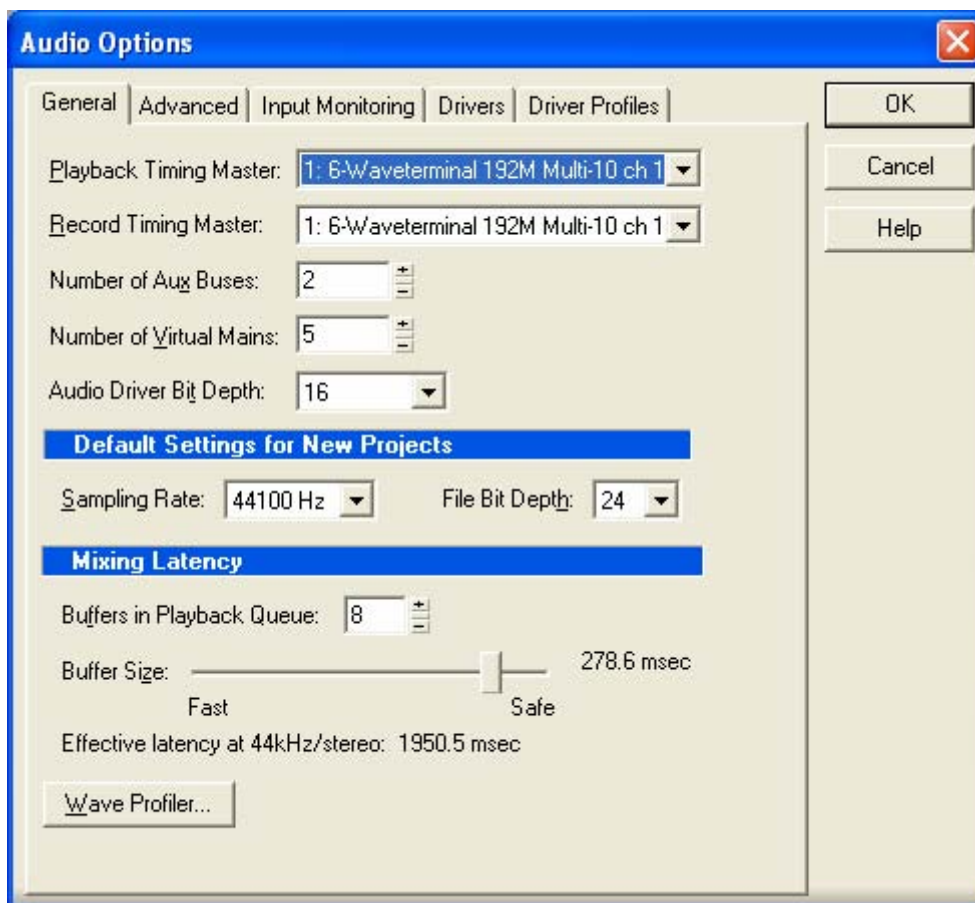 Audio Options
General Advanced Input Monitoring Drivers Driver Profiles
OK
Cancel
Help
Playback Timing Master: 1: 6-Waveterminal 192M Multi-10 ch 1
Record Timing Master: 1: 6-Waveterminal 192M Multi-10 ch 1
Number of Aux Buses: 2
Number of Virtual Mains: 5
Audio Driver Bit Depth: 16
Default Settings for New Projects
Sampling Rate: 44100 Hz File Bit Depth: 24
Mixing Latency
Buffers in Playback Queue: 8
Buffer Size: 278.6 msec
Fast Safe
Effective latency at 44kHz/stereo: 1950.5 msec
Wave Profiler...